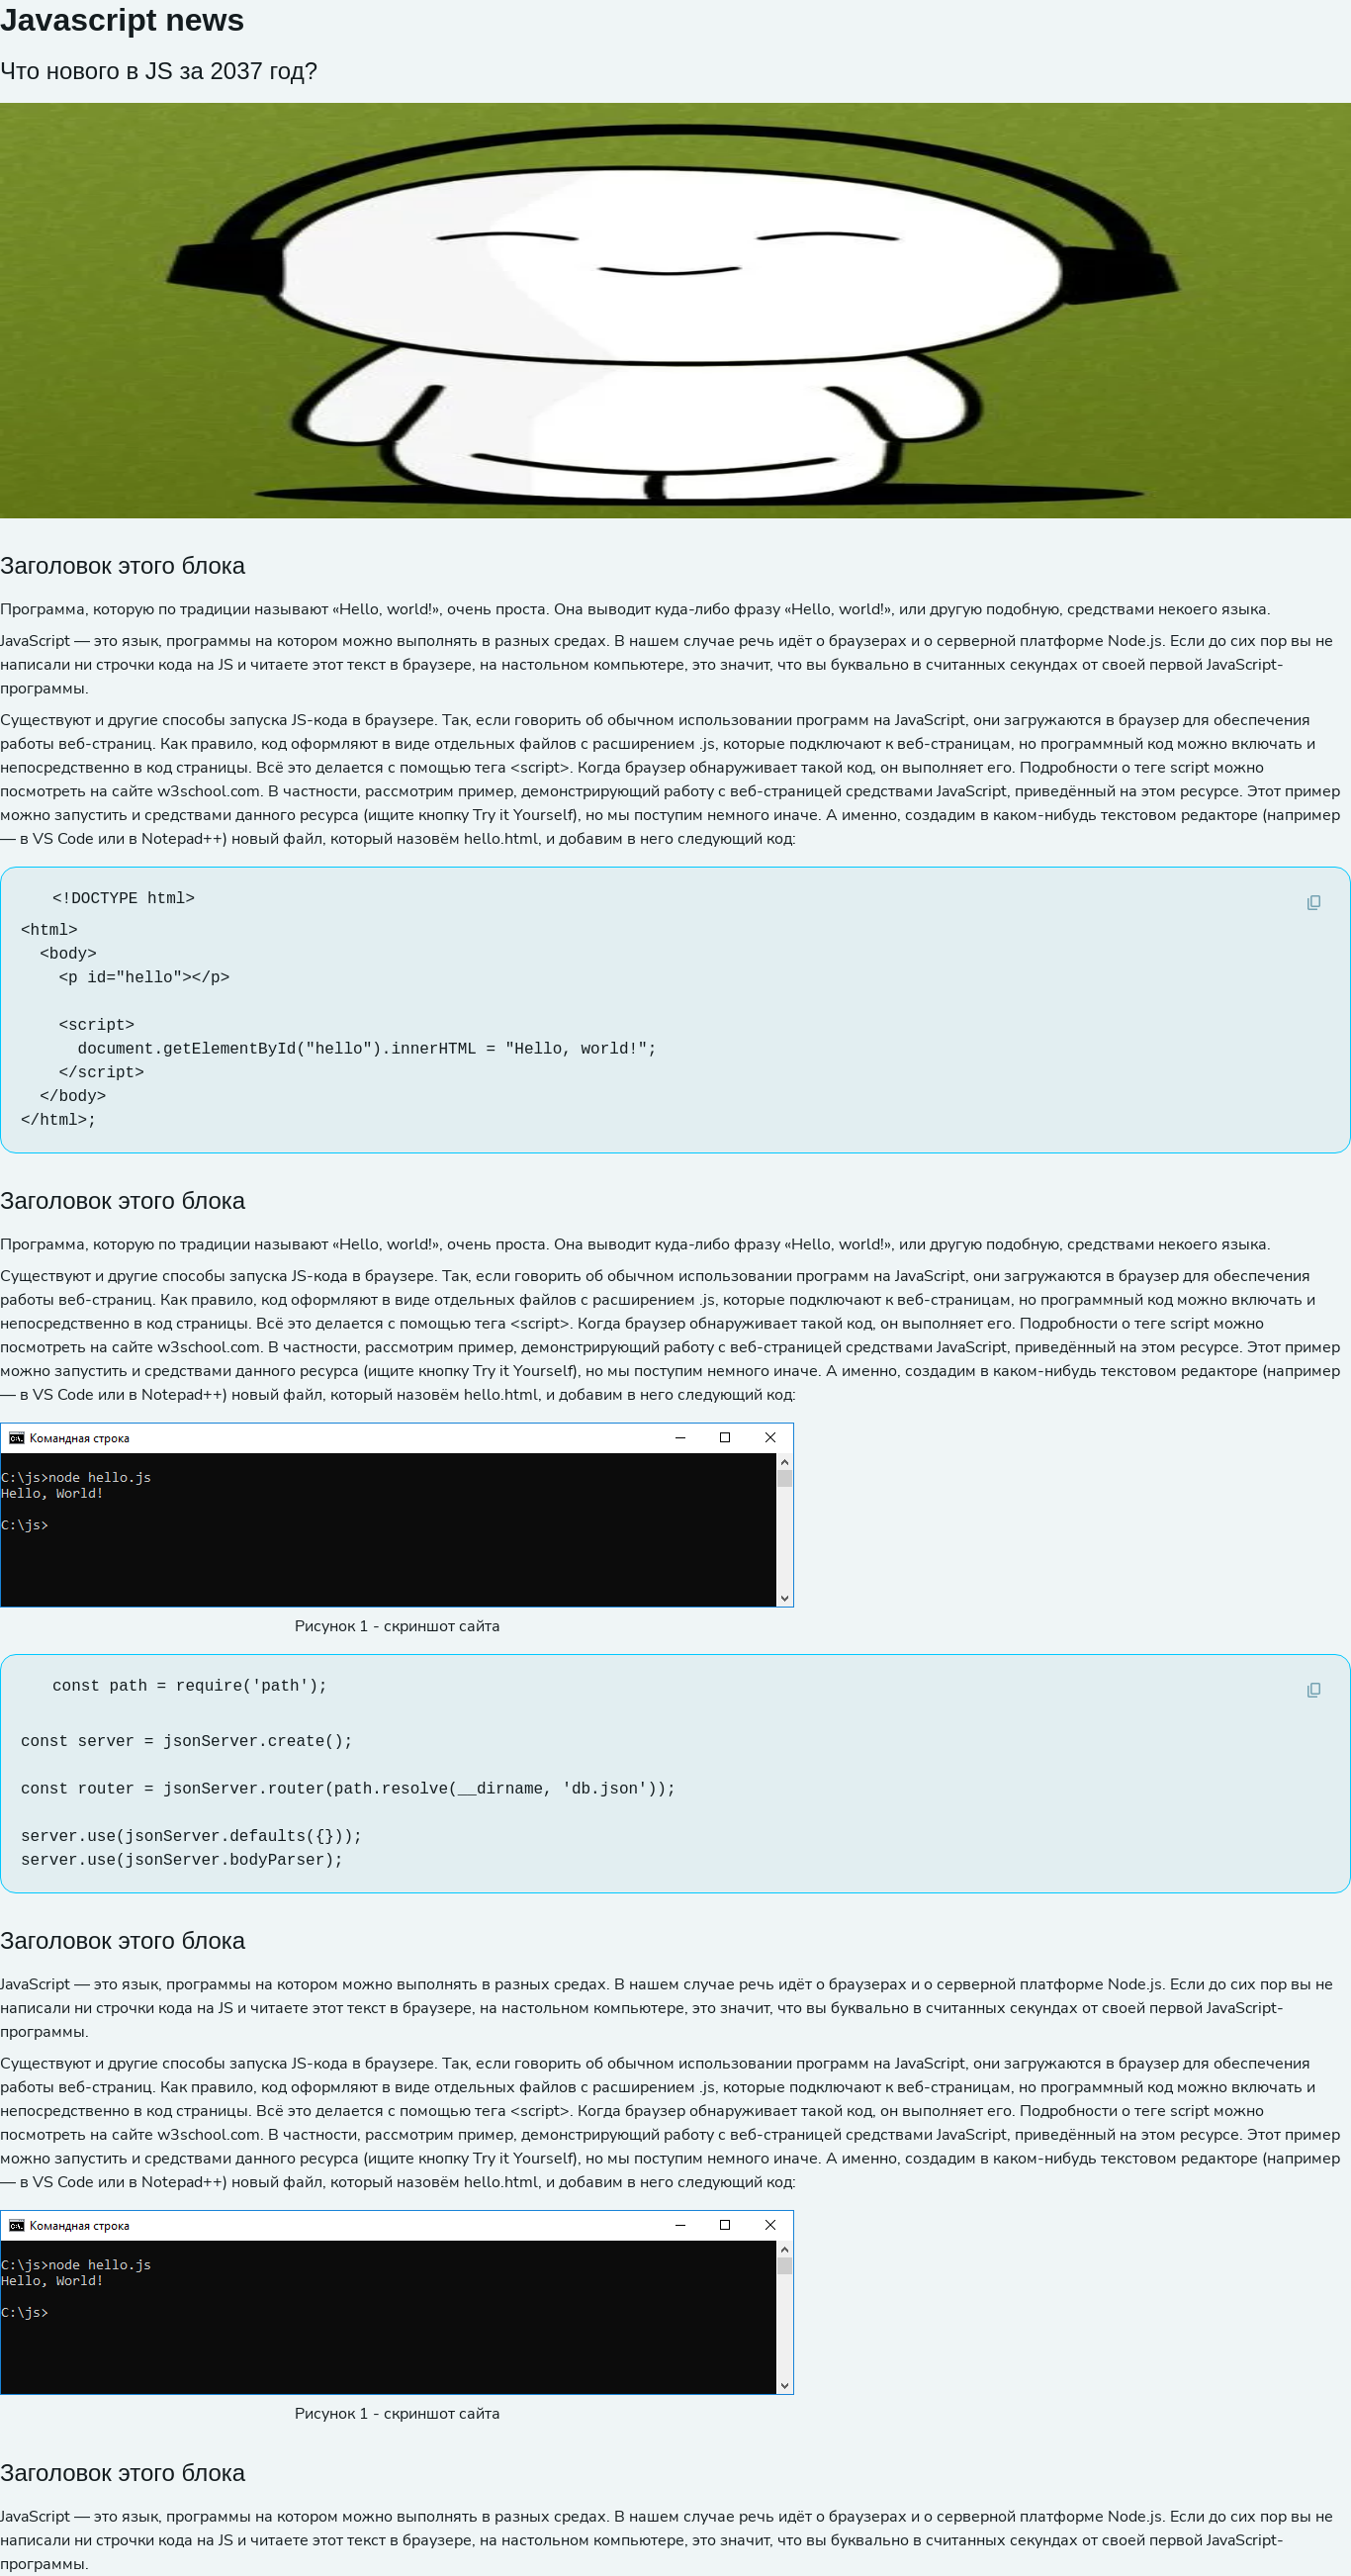 Javascript news
Что нового в JS за 2037 год?
Заголовок этого блока
Программа, которую по традиции называют «Hello, world!», очень проста. Она выводит куда-либо фразу «Hello, world!», или другую подобную, средствами некоего языка.
JavaScript — это язык, программы на котором можно выполнять в разных средах. В нашем случае речь идёт о браузерах и о серверной платформе Node.js. Если до сих пор вы не
написали ни строчки кода на JS и читаете этот текст в браузере, на настольном компьютере, это значит, что вы буквально в считанных секундах от своей первой JavaScript-
программы.
Существуют и другие способы запуска JS-кода в браузере. Так, если говорить об обычном использовании программ на JavaScript, они загружаются в браузер для обеспечения
работы веб-страниц. Как правило, код оформляют в виде отдельных файлов с расширением .js, которые подключают к веб-страницам, но программный код можно включать и
непосредственно в код страницы. Всё это делается с помощью тега <script>. Когда браузер обнаруживает такой код, он выполняет его. Подробности о теге script можно
посмотреть на сайте w3school.com. В частности, рассмотрим пример, демонстрирующий работу с веб-страницей средствами JavaScript, приведённый на этом ресурсе. Этот пример
можно запустить и средствами данного ресурса (ищите кнопку Try it Yourself), но мы поступим немного иначе. А именно, создадим в каком-нибудь текстовом редакторе (например
— в VS Code или в Notepad++) новый файл, который назовём hello.html, и добавим в него следующий код:
<!DOCTYPE html>
<html>
<body>
<p id="hello"></p>
<script>
document.getElementById("hello").innerHTML = "Hello, world!";
</script>
</body>
</html>;
Заголовок этого блока
Программа, которую по традиции называют «Hello, world!», очень проста. Она выводит куда-либо фразу «Hello, world!», или другую подобную, средствами некоего языка.
Существуют и другие способы запуска JS-кода в браузере. Так, если говорить об обычном использовании программ на JavaScript, они загружаются в браузер для обеспечения
работы веб-страниц. Как правило, код оформляют в виде отдельных файлов с расширением .js, которые подключают к веб-страницам, но программный код можно включать и
непосредственно в код страницы. Всё это делается с помощью тега <script>. Когда браузер обнаруживает такой код, он выполняет его. Подробности о теге script можно
посмотреть на сайте w3school.com. В частности, рассмотрим пример, демонстрирующий работу с веб-страницей средствами JavaScript, приведённый на этом ресурсе. Этот пример
можно запустить и средствами данного ресурса (ищите кнопку Try it Yourself), но мы поступим немного иначе. А именно, создадим в каком-нибудь текстовом редакторе (например
— в VS Code или в Notepad++) новый файл, который назовём hello.html, и добавим в него следующий код:
Командная строка
C:\js>node hello.js
Hello, World!
C:\js>
Рисунок 1 - скриншот сайта
const path = require('path');
const server = jsonServer.create();
const router = jsonServer.router(path.resolve(__dirname, 'db.json'));
server.use(jsonServer.defaults({}));
server.use(jsonServer.bodyParser);
Заголовок этого блока
JavaScript — это язык, программы на котором можно выполнять в разных средах. В нашем случае речь идёт о браузерах и о серверной платформе Node.js. Если до сих пор вы не
написали ни строчки кода на JS и читаете этот текст в браузере, на настольном компьютере, это значит, что вы буквально в считанных секундах от своей первой JavaScript-
программы.
Существуют и другие способы запуска JS-кода в браузере. Так, если говорить об обычном использовании программ на JavaScript, они загружаются в браузер для обеспечения
работы веб-страниц. Как правило, код оформляют в виде отдельных файлов с расширением .js, которые подключают к веб-страницам, но программный код можно включать и
непосредственно в код страницы. Всё это делается с помощью тега <script>. Когда браузер обнаруживает такой код, он выполняет его. Подробности о теге script можно
посмотреть на сайте w3school.com. В частности, рассмотрим пример, демонстрирующий работу с веб-страницей средствами JavaScript, приведённый на этом ресурсе. Этот пример
можно запустить и средствами данного ресурса (ищите кнопку Try it Yourself), но мы поступим немного иначе. А именно, создадим в каком-нибудь текстовом редакторе (например
— в VS Code или в Notepad++) новый файл, который назовём hello.html, и добавим в него следующий код:
Командная строка
C:\js>node hello.js
Hello, World!
C:\js>
Рисунок 1 - скриншот сайта
Заголовок этого блока
JavaScript — это язык, программы на котором можно выполнять в разных средах. В нашем случае речь идёт о браузерах и о серверной платформе Node.js. Если до сих пор вы не
написали ни строчки кода на JS и читаете этот текст в браузере, на настольном компьютере, это значит, что вы буквально в считанных секундах от своей первой JavaScript-
программы.